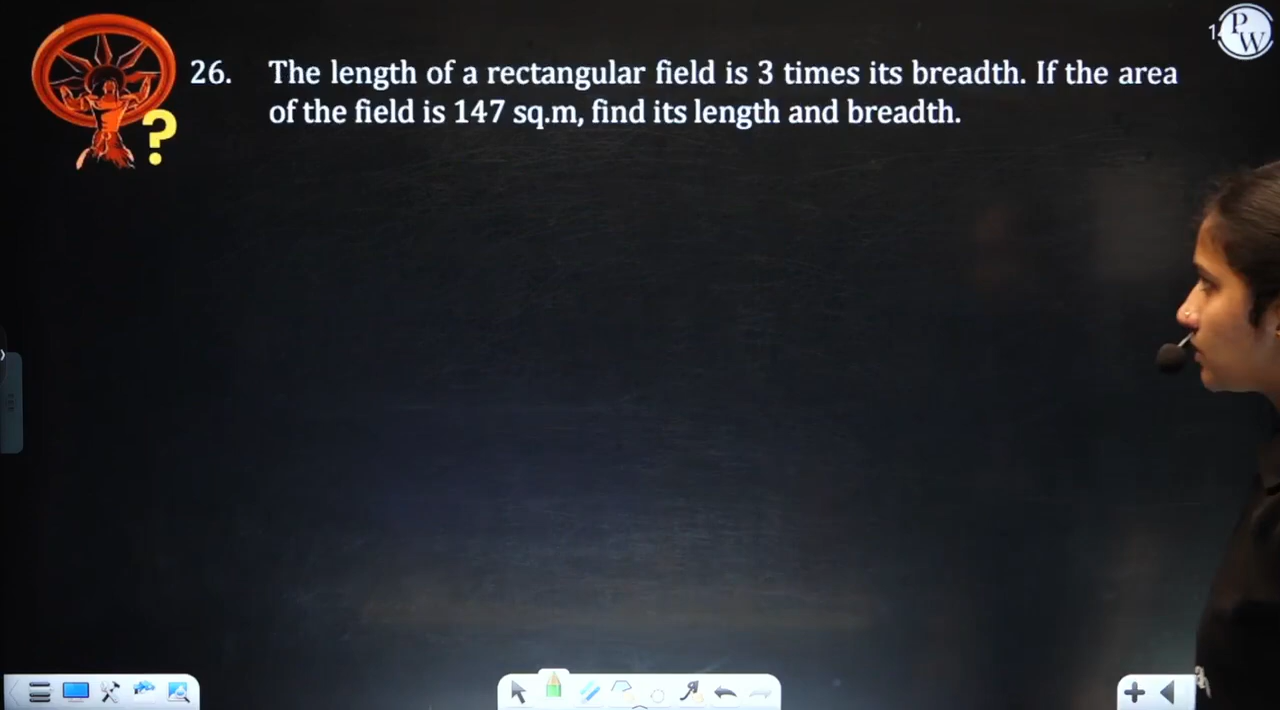 26. The length of a rectangular field is 3 times its breadth. If the area
of the field is 147 sq.m, find its length and breadth.
PW